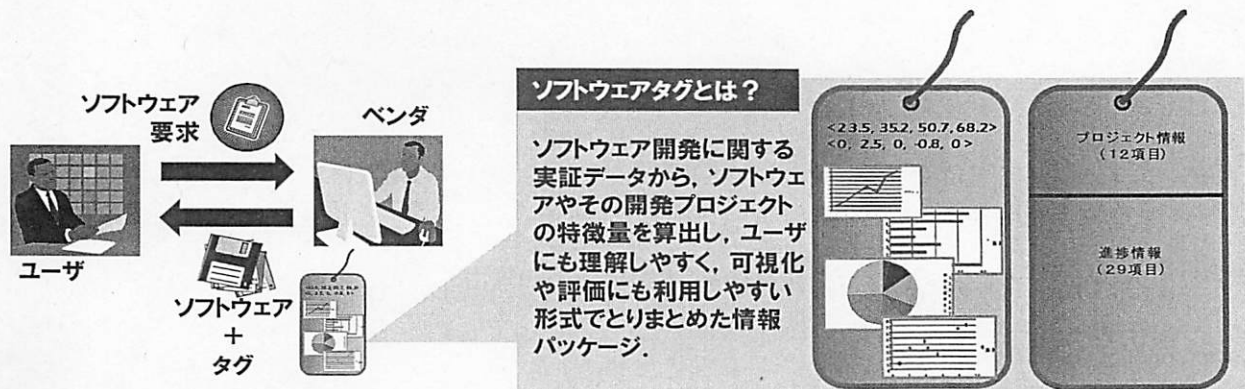 ソフトウェア
要求
ベンダ
ユーザ
ソフトウェア
+
タグ
ソフトウェアタグとは?
ソフトウェア開発に関する
実証データから,ソフトウェ
アやその開発プロジェクト
の特徴量を算出し,ユーザ
にも理解しやすく,可視化
や評価にも利用しやすい
形式でとりまとめた情報
パッケージ.
<23.5, 35.2, 50.7, 68.2>
<0, 2.5, 0, -0.8, 0>
プロジェクト情報
(12項目)
進捗情報
(29項目)